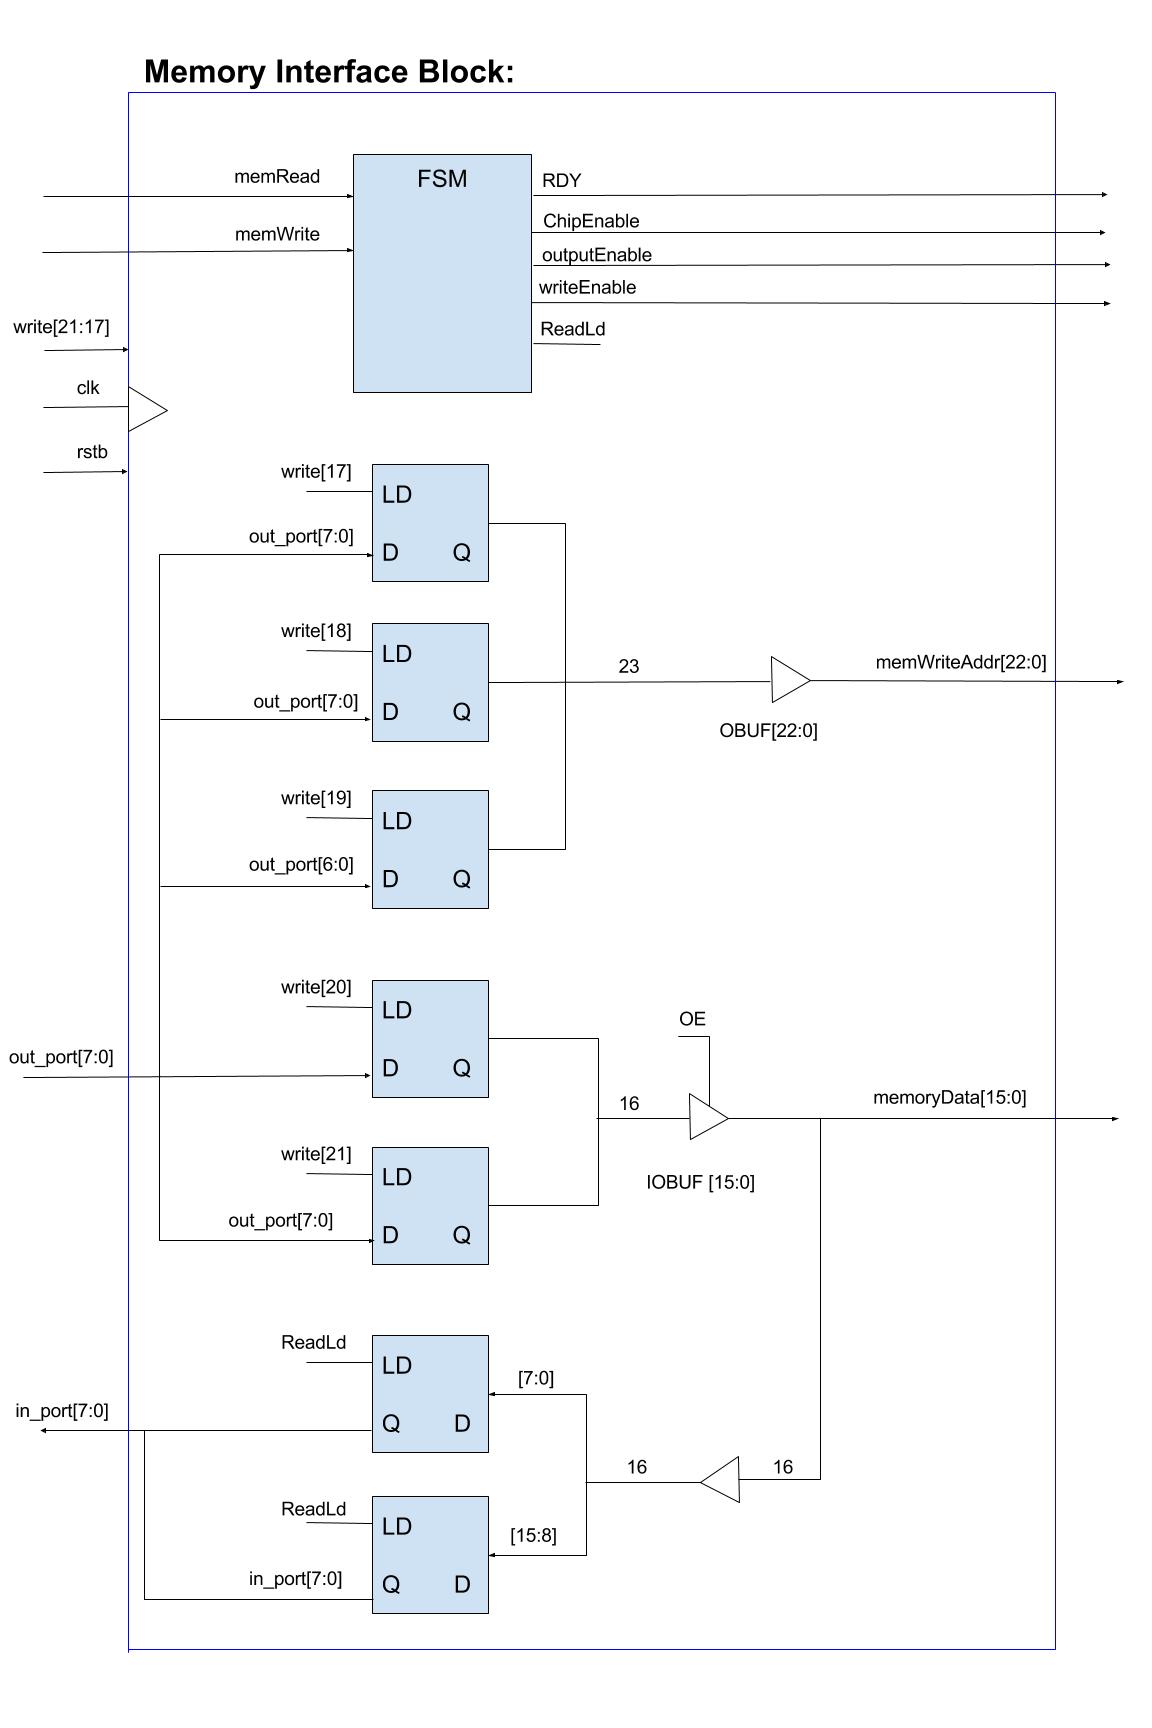 Memory Interface Block:
memRead
FSM
RDY
memWrite
ChipEnable
outputEnable
writeEnable
write[21:17]
ReadLd
clk
rstb
write[17]
LD
out_port[7:0]
D Q
write[18]
LD
23
memWriteAddr[22:0]
out_port[7:0]
D Q
OBUF[22:0]
write[19]
LD
out_port[6:0]
D Q
write[20]
LD
OE
out_port[7:0]
D Q
16
memoryData[15:0]
write[21]
LD
IOBUF [15:0]
out_port[7:0]
D Q
ReadLd
LD
[7:0]
in_port[7:0]
Q D
16
16
ReadLd
LD
[15:8]
in_port[7:0]
Q D